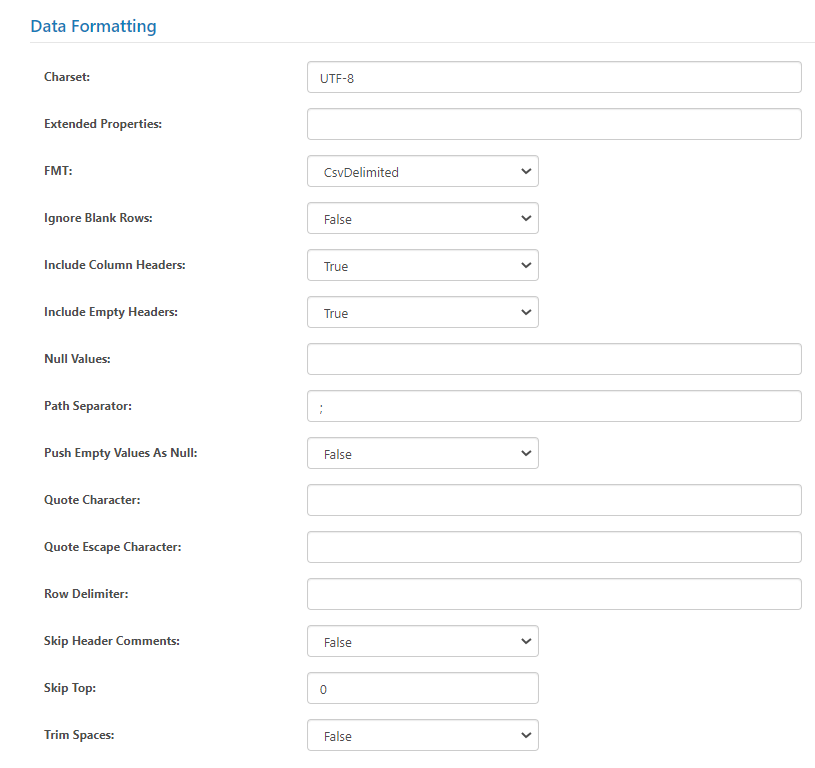 Data Formatting
Charset: UTF-8
Extended Properties:
FMT: CsvDelimited
Ignore Blank Rows: False
Include Column Headers: True
Include Empty Headers: True
Null Values:
Path Separator: ;
Push Empty Values As Null: False
Quote Character:
Quote Escape Character:
Row Delimiter:
Skip Header Comments: False
Skip Top: 0
Trim Spaces: False